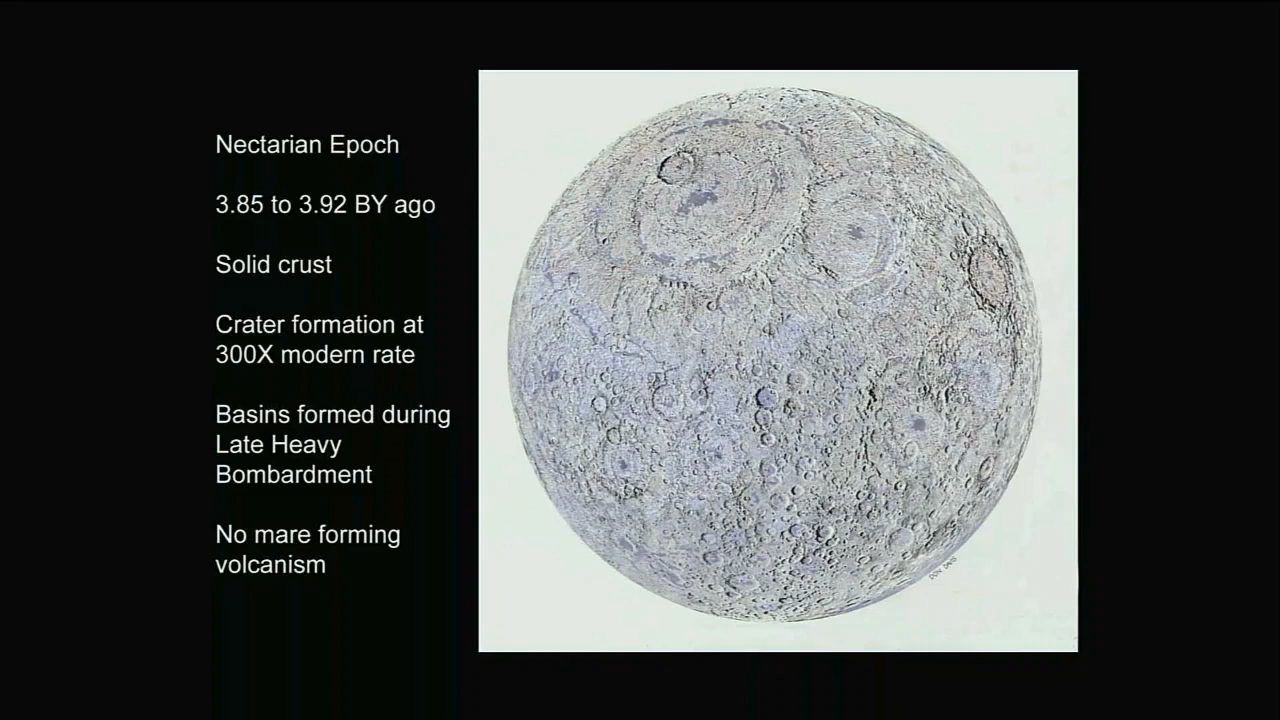 Nectarian Epoch
3.85 to 3.92 BY ago
Solid crust
Crater formation at
300X modern rate
Basins formed during
Late Heavy
Bombardment
No mare forming
volcanism